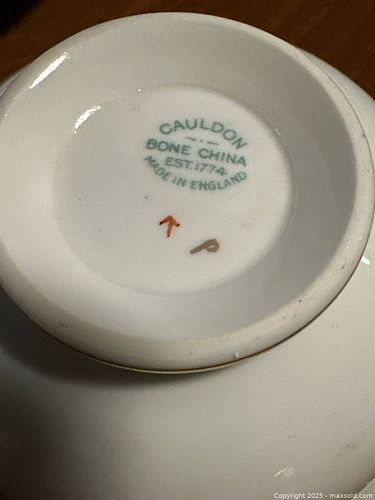 CAULDON
BONE CHINA
EST. 1774
MADE IN ENGLAND
P
Copyright 2025 - maxsold.com